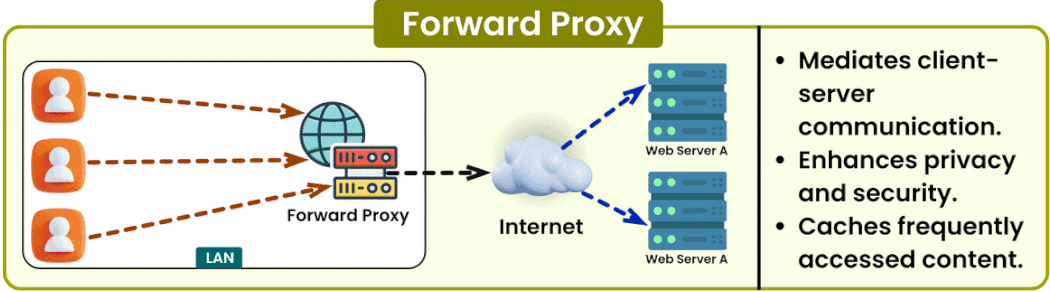 Forward Proxy
Forward Proxy
LAN
Internet
Web Server A
Web Server A
• Mediates client-
server
communication.
• Enhances privacy
and security.
• Caches frequently
accessed content.